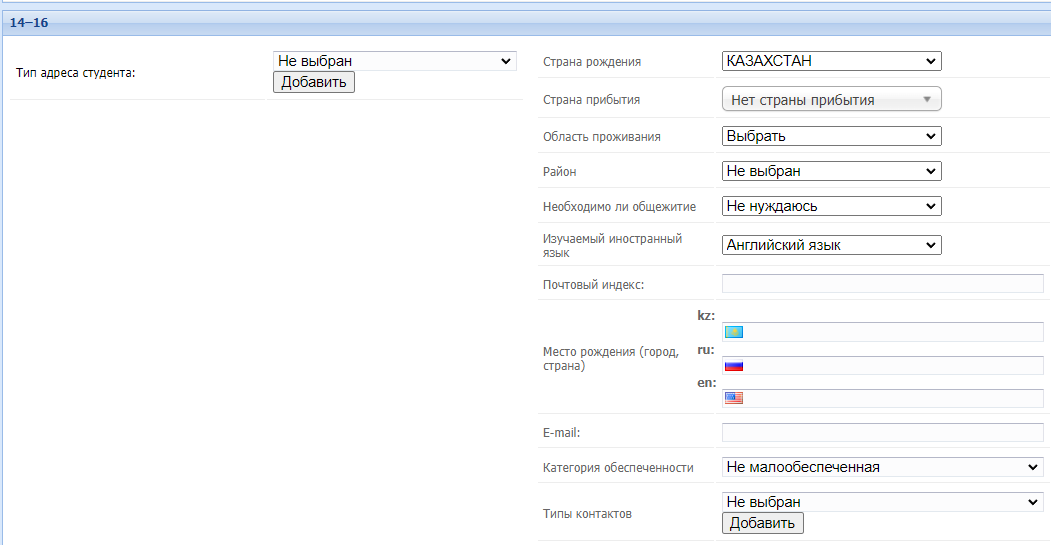 14–16
Тип адреса студента:
Не выбран
Добавить
Страна рождения
КАЗАХСТАН
Страна прибытия
Нет страны прибытия
Область проживания
Выбрать
Район
Не выбран
Необходимо ли общежитие
Не нуждаюсь
Изучаемый иностранный
язык
Английский язык
Почтовый индекс:
Место рождения (город,
страна)
kz:
ru:
en:
E-mail:
Категория обеспеченности
Не малообеспеченная
Типы контактов
Не выбран
Добавить